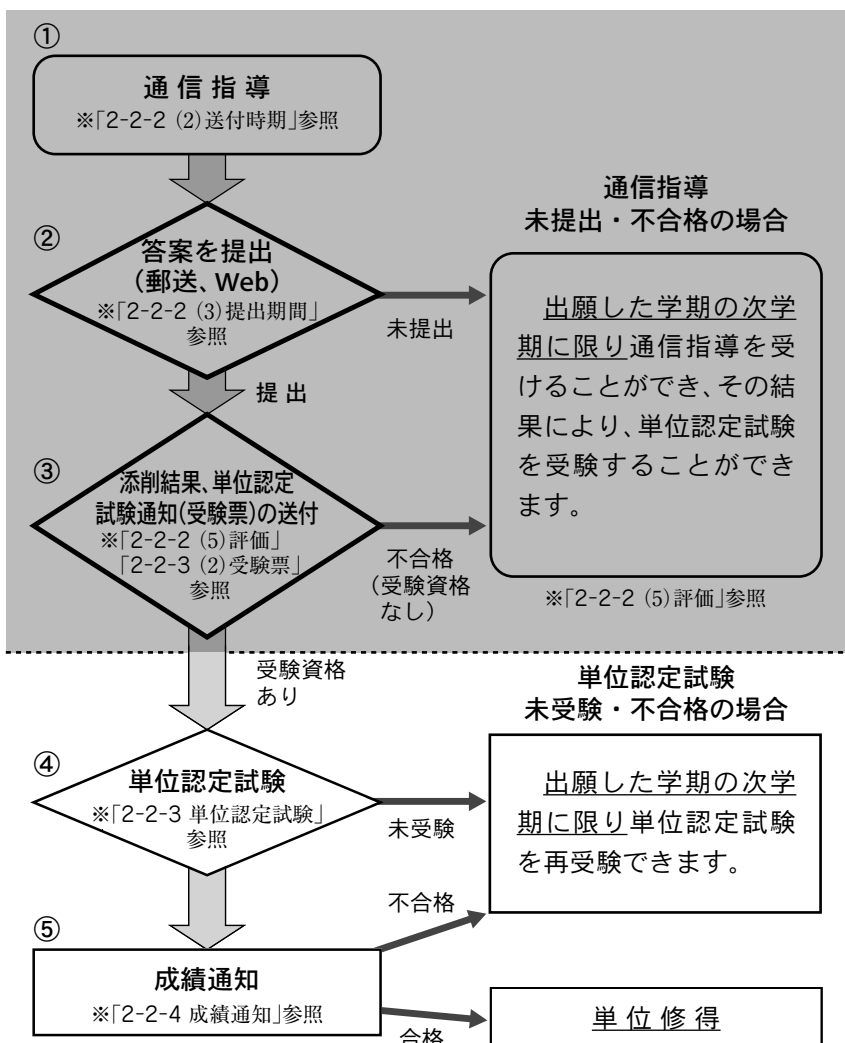 ①
通信指導
※「2-2-2 (2)送付時期」参照
②
答案を提出
（郵送、Web）
※「2-2-2 (3)提出期間」
参照
未提出
提出
通信指導
未提出・不合格の場合
出願した学期の次学
期に限り通信指導を受
けることができ、その結
果により、単位認定試験
を受験することができ
ます。
※「2-2-2 (5)評価」参照
③
添削結果、単位認定
試験通知(受験票)の送付
※「2-2-2 (5)評価」
「2-2-3 (2)受験票」
参照
不合格
（受験資格
なし）
受験資格
あり
④
単位認定試験
※「2-2-3 単位認定試験」
参照
未受験
単位認定試験
未受験・不合格の場合
出願した学期の次学
期に限り単位認定試験
を再受験できます。
不合格
⑤
成績通知
※「2-2-4 成績通知」参照
合格
単位修得